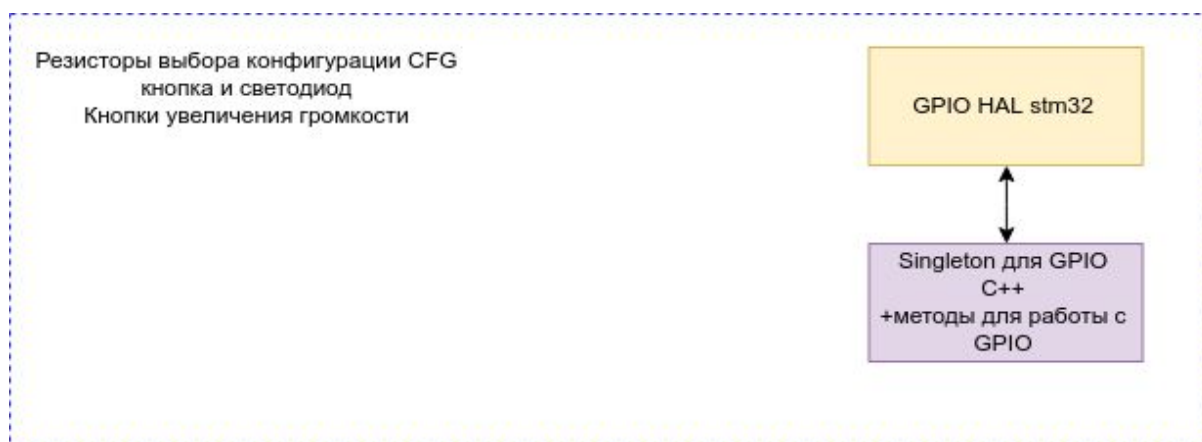 Резисторы выбора конфигурации CFG
кнопка и светодиод
Кнопки увеличения громкости
GPIO HAL stm32
Singleton для GPIO
C++
+методы для работы с
GPIO